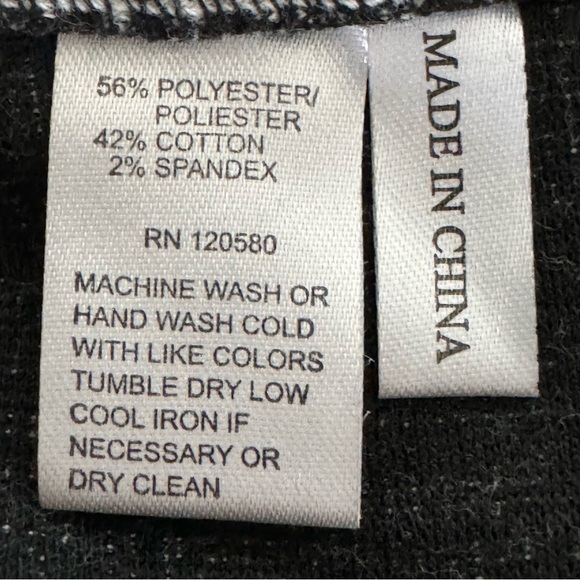 56% POLYESTER/
POLIESTER
42% COTTON
2% SPANDEX
RN 120580
MACHINE WASH OR
HAND WASH COLD
WITH LIKE COLORS
TUMBLE DRY LOW
COOL IRON IF
NECESSARY OR
DRY CLEAN
MADE IN CHINA